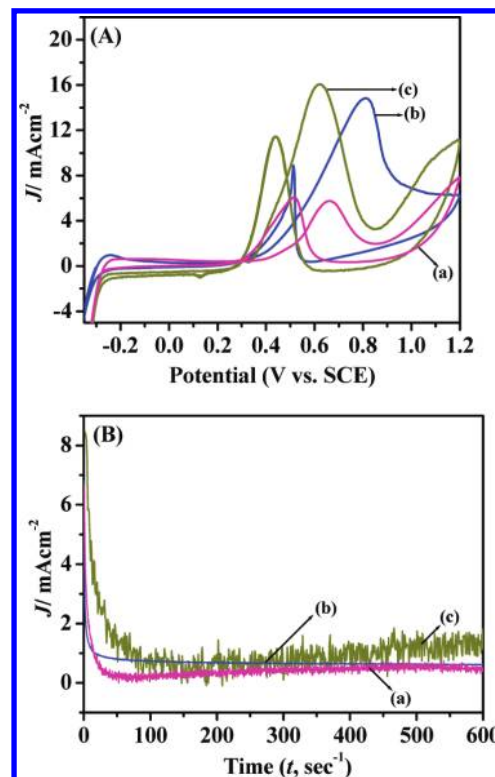 (A)
20
16
12
8
4
0
-4
J/ mAcm-2
(c)
(b)
(a)
-0.2 0.0 0.2 0.4 0.6 0.8 1.0 1.2
Potential (V vs. SCE)
(B)
8
6
4
2
0
J/ mAcm-2
(b)
(c)
(a)
0 100 200 300 400 500 600
Time (t, sec-1)